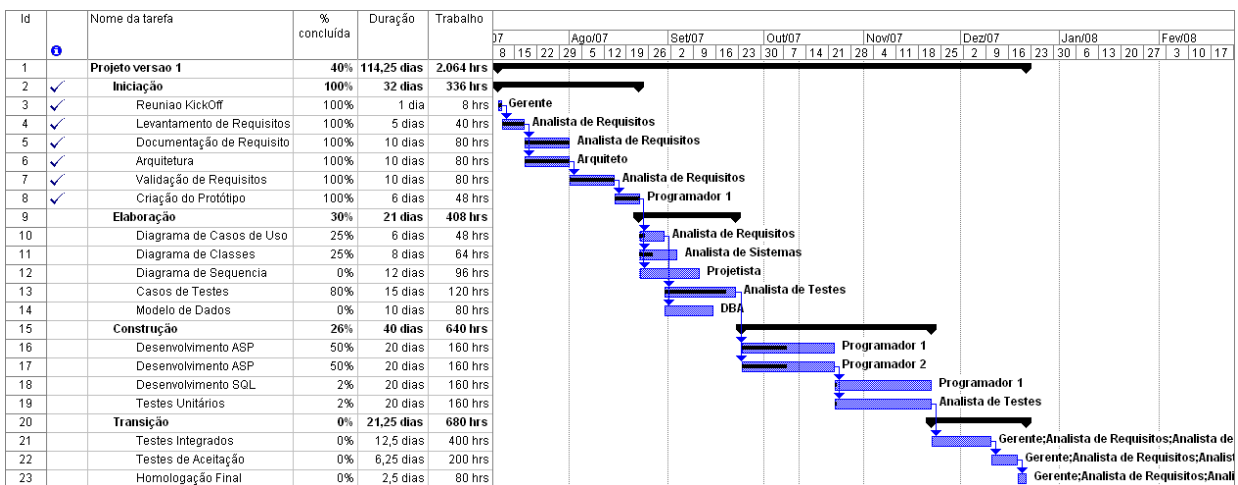 Id Nome da tarefa % concluída Duração Trabalho
07 Ago/07 Set/07 Out/07 Nov/07 Dez/07 Jan/08 Fev/08
8 15 22 29 5 12 19 26 2 9 16 23 30 7 14 21 28 4 11 18 25 2 9 16 23 30 6 13 20 27 3 10 17
1 Projeto versao 1 40% 114,25 dias 2.064 hrs
2 Iniciação 100% 32 dias 336 hrs
3 Reuniao KickOff 100% 1 dia 8 hrs Gerente
4 Levantamento de Requisitos 100% 5 dias 40 hrs Analista de Requisitos
5 Documentação de Requisito 100% 10 dias 80 hrs Analista de Requisitos
6 Arquitetura 100% 10 dias 80 hrs Arquiteto
7 Validação de Requisitos 100% 10 dias 80 hrs Analista de Requisitos
8 Criação do Protótipo 100% 6 dias 48 hrs Programador 1
9 Elaboração 30% 21 dias 408 hrs
10 Diagrama de Casos de Uso 25% 6 dias 48 hrs Analista de Requisitos
11 Diagrama de Classes 25% 8 dias 64 hrs Analista de Sistemas
12 Diagrama de Sequencia 0% 12 dias 96 hrs Projetista
13 Casos de Testes 80% 15 dias 120 hrs Analista de Testes
14 Modelo de Dados 0% 10 dias 80 hrs DBA
15 Construção 26% 40 dias 640 hrs
16 Desenvolvimento ASP 50% 20 dias 160 hrs Programador 1
17 Desenvolvimento ASP 50% 20 dias 160 hrs Programador 2
18 Desenvolvimento SQL 2% 20 dias 160 hrs Programador 1
19 Testes Unitários 2% 20 dias 160 hrs Analista de Testes
20 Transição 0% 21,25 dias 680 hrs
21 Testes Integrados 0% 12,5 dias 400 hrs Gerente;Analista de Requisitos;Analista de
22 Testes de Aceitação 0% 6,25 dias 200 hrs Gerente;Analista de Requisitos;Analist
23 Homologação Final 0% 2,5 dias 80 hrs Gerente;Analista de Requisitos;Anali